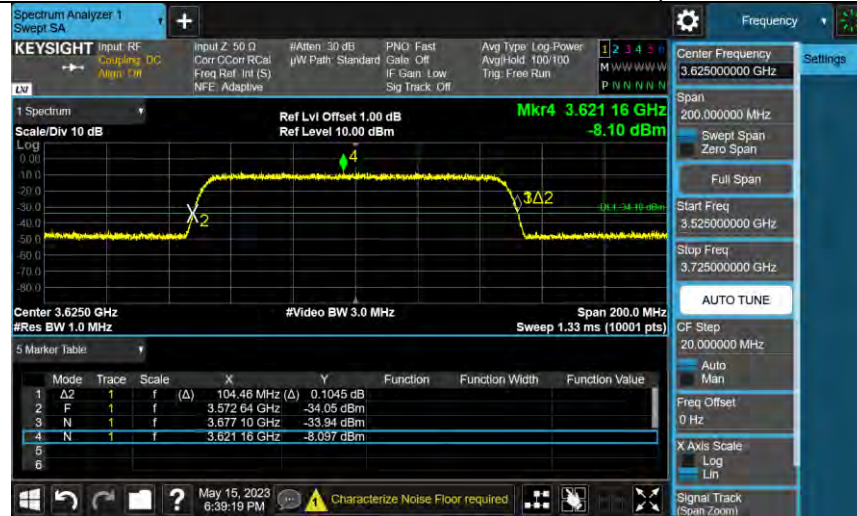 Spectrum Analyzer 1
Swept SA
+
Frequency
KEYSIGHT
Input: RF
Coupling: DC
Align: Off
Input Z: 50 Ω
Corr CCorr RCal
Freq Ref: Int (S)
NFE: Adaptive
#Atten: 30 dB
µW Path: Standard
PNO: Fast
Gate: Off
IF Gain: Low
Sig Track: Off
Avg Type: Log-Power
Avg|Hold: 100/100
Trig: Free Run
1 2 3 4 5 6
M W W W W W
P N N N N N
LXI
Center Frequency
3.625000000 GHz
Settings
Span
200.000000 MHz
Swept Span
Zero Span
Full Span
Start Freq
3.525000000 GHz
Stop Freq
3.725000000 GHz
AUTO TUNE
CF Step
20.000000 MHz
Auto
Man
Freq Offset
0 Hz
X Axis Scale
Log
Lin
Signal Track
(Span Zoom)
1 Spectrum
Scale/Div 10 dB
Ref Lvl Offset 1.00 dB
Ref Level 10.00 dBm
Mkr4 3.621 16 GHz
-8.10 dBm
Log
0.00
-10.0
-20.0
-30.0
-40.0
-50.0
-60.0
-70.0
-80.0
4
2
3Δ2
DL1 -34.10 dBm
Center 3.6250 GHz
#Video BW 3.0 MHz
Span 200.0 MHz
#Res BW 1.0 MHz
Sweep 1.33 ms (10001 pts)
5 Marker Table
Mode Trace Scale X Y Function Function Width Function Value
1 Δ2 1 f (Δ) 104.46 MHz (Δ) 0.1045 dB
2 F 1 f 3.572 64 GHz -34.05 dBm
3 N 1 f 3.677 10 GHz -33.94 dBm
4 N 1 f 3.621 16 GHz -8.097 dBm
5
6
?
May 15, 2023
6:39:19 PM
1
Characterize Noise Floor required